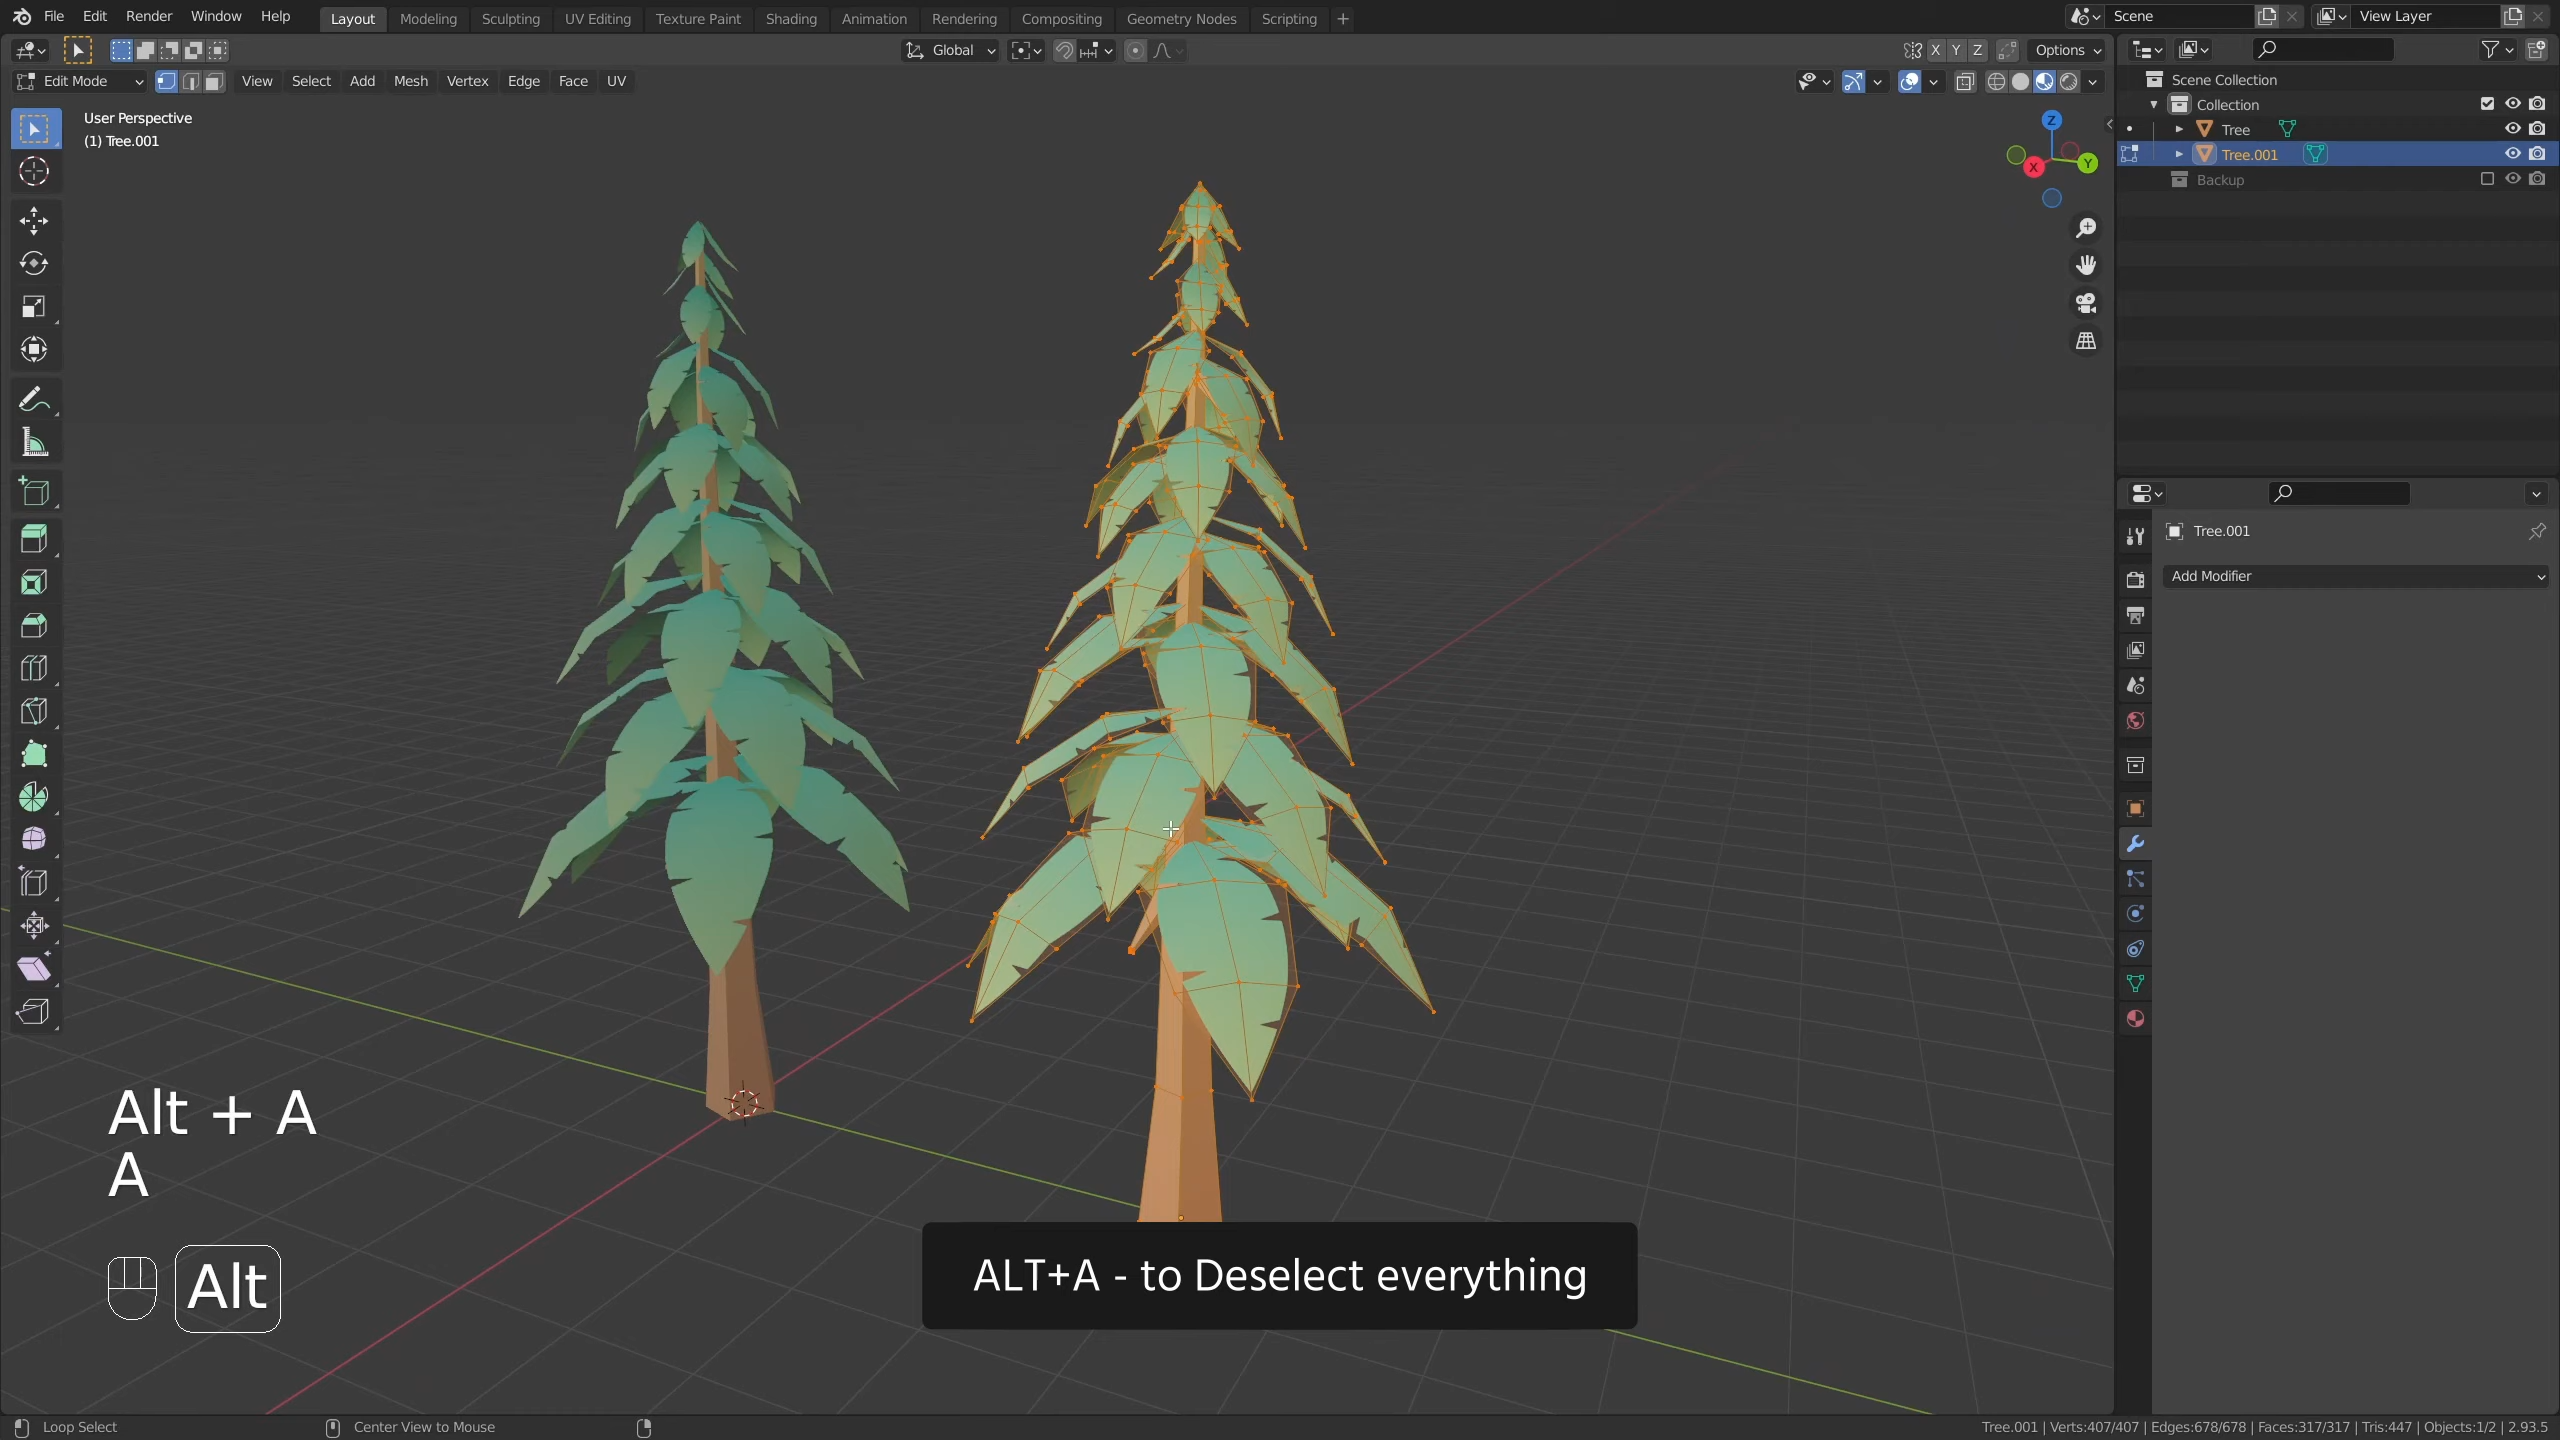 File Edit Render Window Help Layout Modeling Sculpting UV Editing Texture Paint Shading Animation Rendering Compositing Geometry Nodes Scripting + Scene View Layer
Global X Y Z Options
Edit Mode View Select Add Mesh Vertex Edge Face UV
User Perspective
(1) Tree.001
Z
X
Y
Scene Collection
Collection
Tree
Tree.001
Backup
Tree.001
Add Modifier
Alt + A
A
Alt
ALT+A - to Deselect everything
Loop Select Center View to Mouse Tree.001 | Verts:407/407 | Edges:678/678 | Faces:317/317 | Tris:447 | Objects:1/2 | 2.93.5